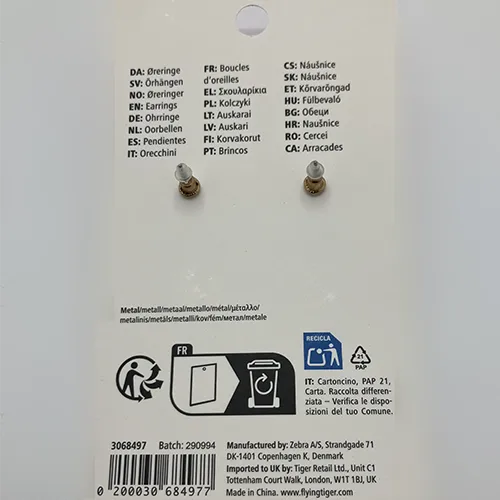 DA: Øreringe
SV: Örhängen
NO: Øreringer
EN: Earrings
DE: Ohrringe
NL: Oorbellen
ES: Pendientes
IT: Orecchini
FR: Boucles
d'oreilles
EL: Σκουλαρίκια
PL: Kolczyki
LT: Auskarai
LV: Auskari
FI: Korvakorut
PT: Brincos
CS: Náušnice
SK: Náušnice
ET: Kõrvarõngad
HU: Fülbevaló
BG: Обеци
HR: Naušnice
RO: Cercei
CA: Arracades
Metal/metall/metaal/metallo/métal/μέταλλο/
metalinis/metāls/metalli/kov/fém/метал/metale
FR
RECICLA
21
PAP
IT: Cartoncino, PAP 21,
Carta. Raccolta differen-
ziata – Verifica le dispo-
sizioni del tuo Comune.
3068497 Batch: 290994
0 200030 684977
Manufactured by: Zebra A/S, Strandgade 71
DK-1401 Copenhagen K, Denmark
Imported to UK by: Tiger Retail Ltd., Unit C1
Tottenham Court Walk, London, W1T 1BJ, UK
www.flyingtiger.com